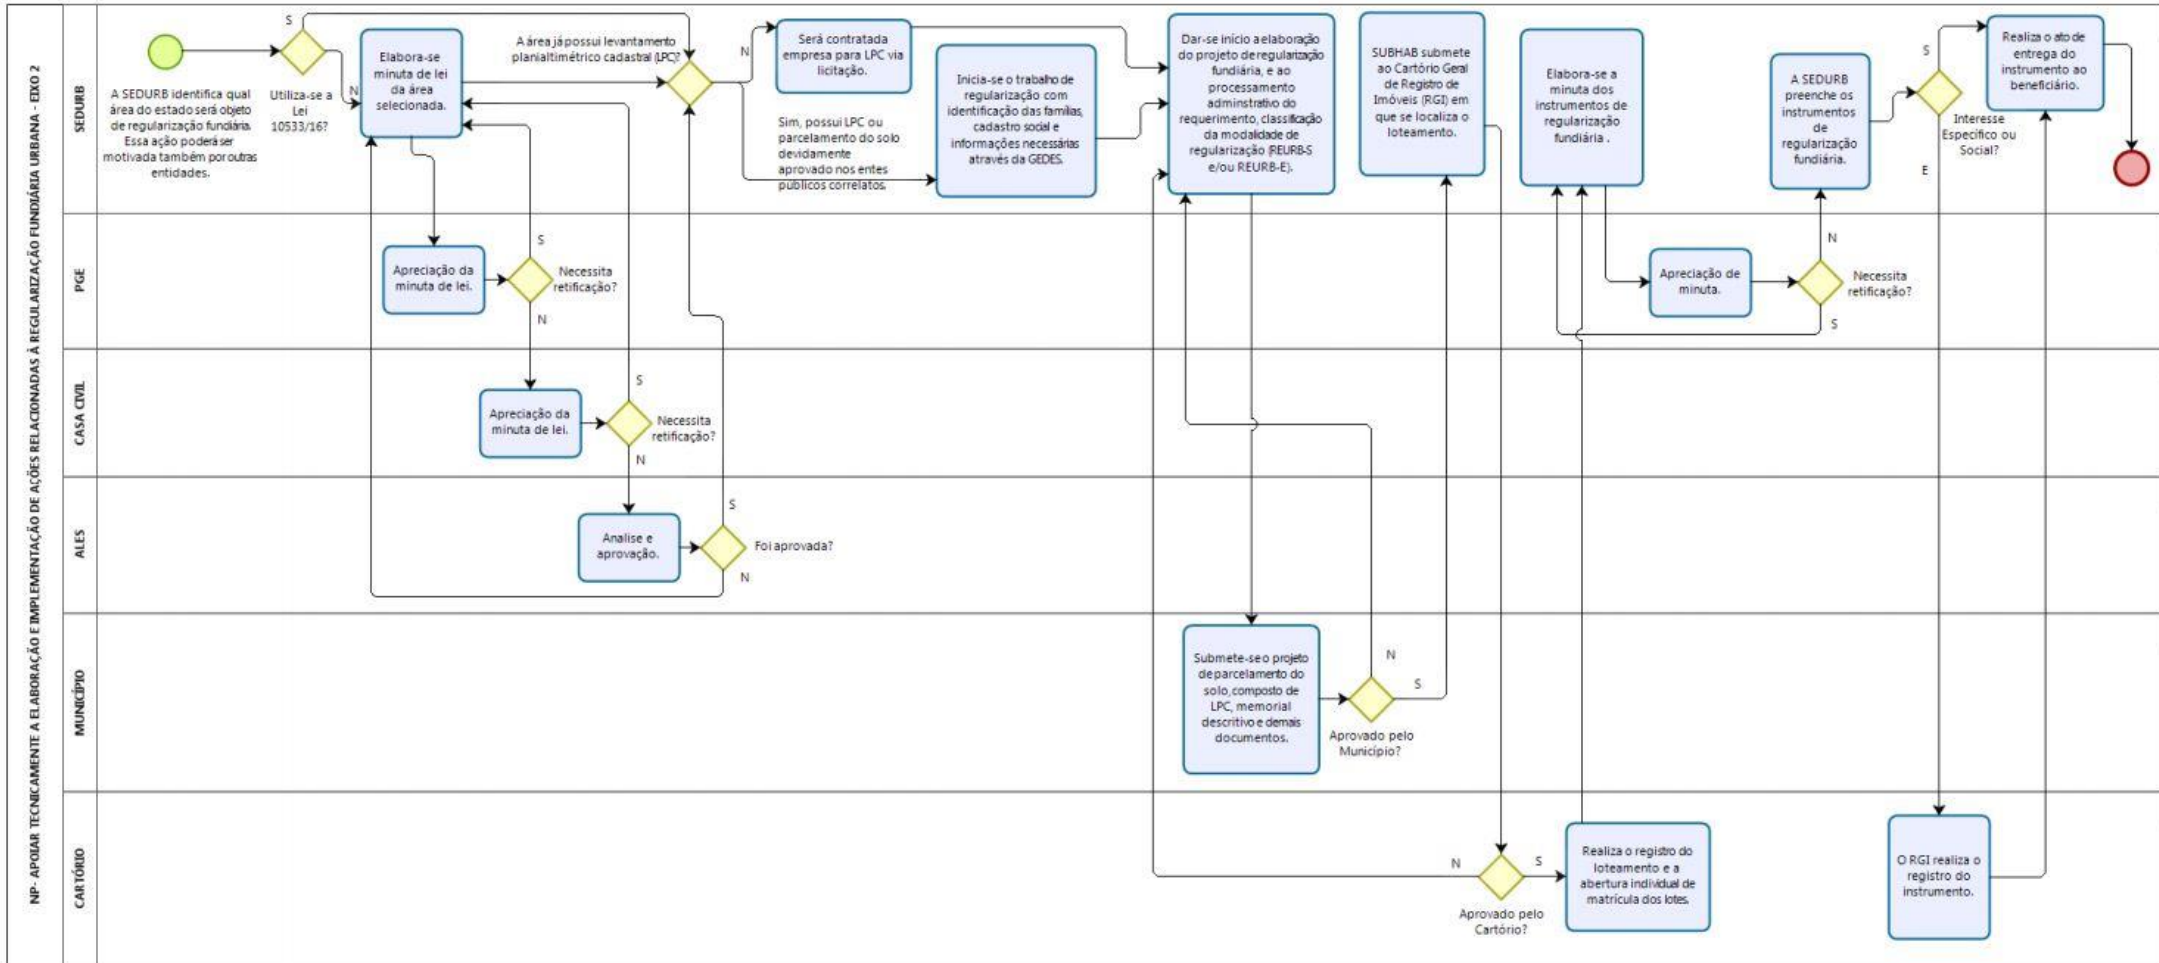 NP- APOIAR TECNICAMENTE A ELABORAÇÃO E IMPLEMENTAÇÃO DE AÇÕES RELACIONADAS À REGULARIZAÇÃO FUNDIÁRIA URBANA - EIXO 2
SEDURB
A SEDURB identifica qual
área do estado será objeto
de regularização fundiária.
Essa ação poderá ser
motivada também por outras
entidades.
S
Utiliza-se a
Lei
10533/16?
N
Elabora-se
minuta de lei
da área
selecionada.
A área já possui levantamento
planialtimétrico cadastral (LPC)?
N
Sim, possui LPC ou
parcelamento do solo
devidamente
aprovado nos entes
públicos correlatos.
Será contratada
empresa para LPC via
licitação.
Inicia-se o trabalho de
regularização com
identificação das famílias,
cadastro social e
informações necessárias
através da GEDES.
Dar-se início a elaboração
do projeto de regularização
fundiária, e ao
processamento
adminstrativo do
requerimento, classificação
da modalidade de
regularização (REURB-S
e/ou REURB-E).
SUBHAB submete
ao Cartório Geral
de Registro de
Imóveis (RGI) em
que se localiza o
loteamento.
Elabora-se a
minuta dos
instrumentos de
regularização
fundiária .
A SEDURB
preenche os
instrumentos
de
regularização
fundiária.
S
Interesse
Específico ou
Social?
E
Realiza o ato de
entrega do
instrumento ao
beneficiário.
PGE
Apreciação da
minuta de lei.
S
Necessita
retificação?
N
Apreciação de
minuta.
N
Necessita
retificação?
S
CASA CIVIL
Apreciação da
minuta de lei.
S
Necessita
retificação?
N
ALES
Analise e
aprovação.
S
Foi aprovada?
N
MUNICÍPIO
Submete-se o projeto
de parcelamento do
solo, composto de
LPC, memorial
descritivo e demais
documentos.
N
S
Aprovado pelo
Município?
CARTÓRIO
N
S
Aprovado pelo
Cartório?
Realiza o registro do
loteamento e a
abertura individual de
matrícula dos lotes.
O RGI realiza o
registro do
instrumento.